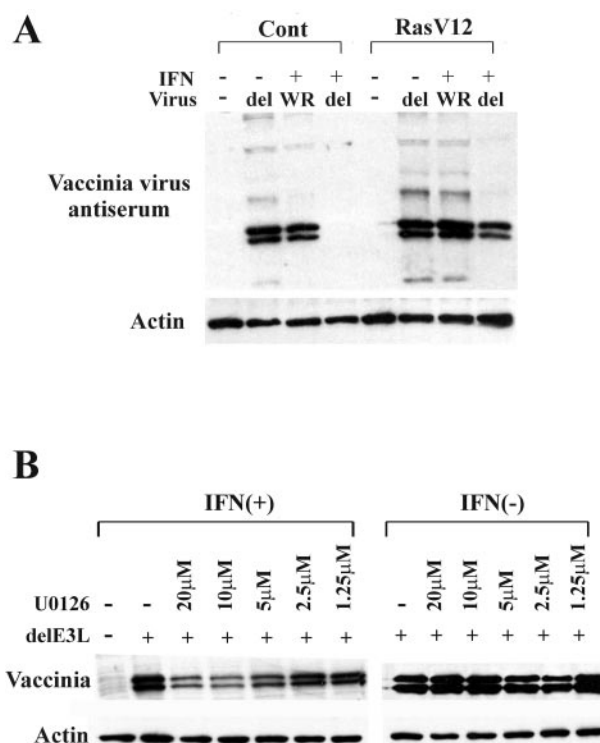 A
Cont RasV12
IFN - - + + - - + +
Virus - del WR del - del WR del
Vaccinia virus
antiserum
Actin
B
IFN(+) IFN(-)
U0126 - - 20µM 10µM 5µM 2.5µM 1.25µM - 20µM 10µM 5µM 2.5µM 1.25µM
delE3L - + + + + + + + + + + + +
Vaccinia
Actin